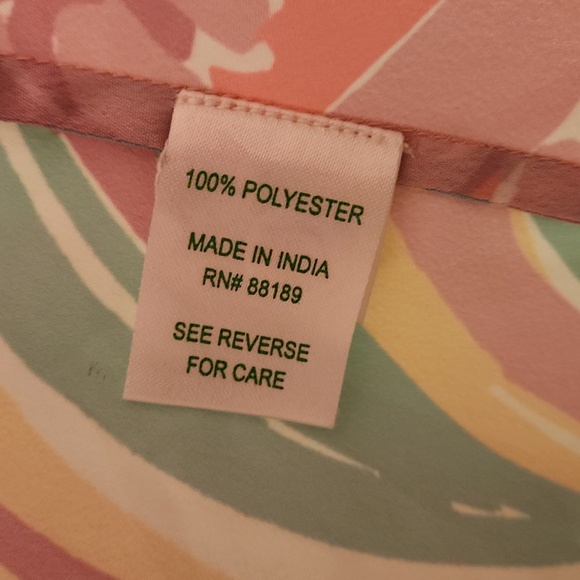 100% POLYESTER
MADE IN INDIA
RN# 88189
SEE REVERSE
FOR CARE